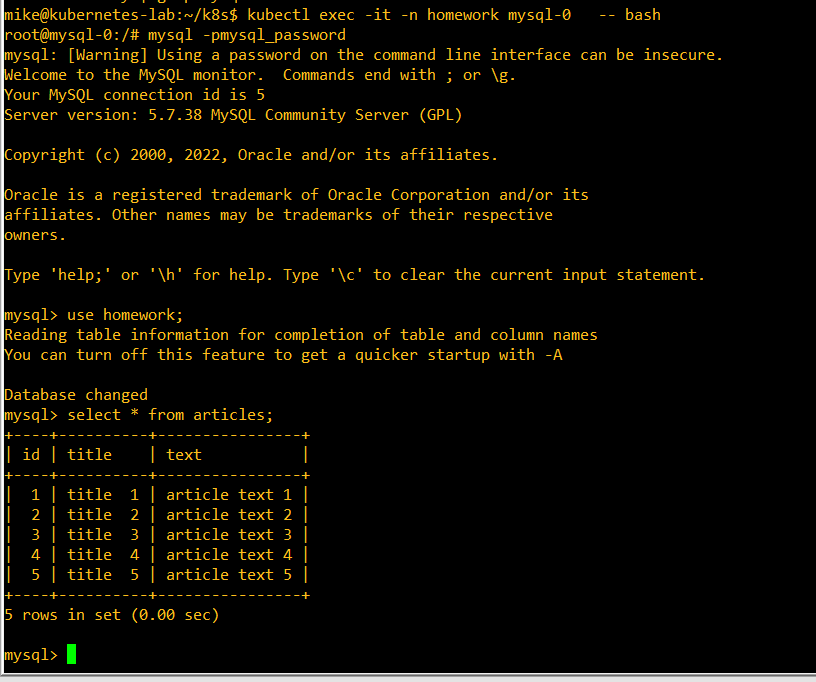 mike@kubernetes-lab:~/k8s$ kubectl exec -it -n homework mysql-0   -- bash
root@mysql-0:/# mysql -pmysql_password
mysql: [Warning] Using a password on the command line interface can be insecure.
Welcome to the MySQL monitor.  Commands end with ; or \g.
Your MySQL connection id is 5
Server version: 5.7.38 MySQL Community Server (GPL)

Copyright (c) 2000, 2022, Oracle and/or its affiliates.

Oracle is a registered trademark of Oracle Corporation and/or its
affiliates. Other names may be trademarks of their respective
owners.

Type 'help;' or '\h' for help. Type '\c' to clear the current input statement.

mysql> use homework;
Reading table information for completion of table and column names
You can turn off this feature to get a quicker startup with -A

Database changed
mysql> select * from articles;
+----+----------+----------------+
| id | title    | text           |
+----+----------+----------------+
|  1 | title  1 | article text 1 |
|  2 | title  2 | article text 2 |
|  3 | title  3 | article text 3 |
|  4 | title  4 | article text 4 |
|  5 | title  5 | article text 5 |
+----+----------+----------------+
5 rows in set (0.00 sec)

mysql>